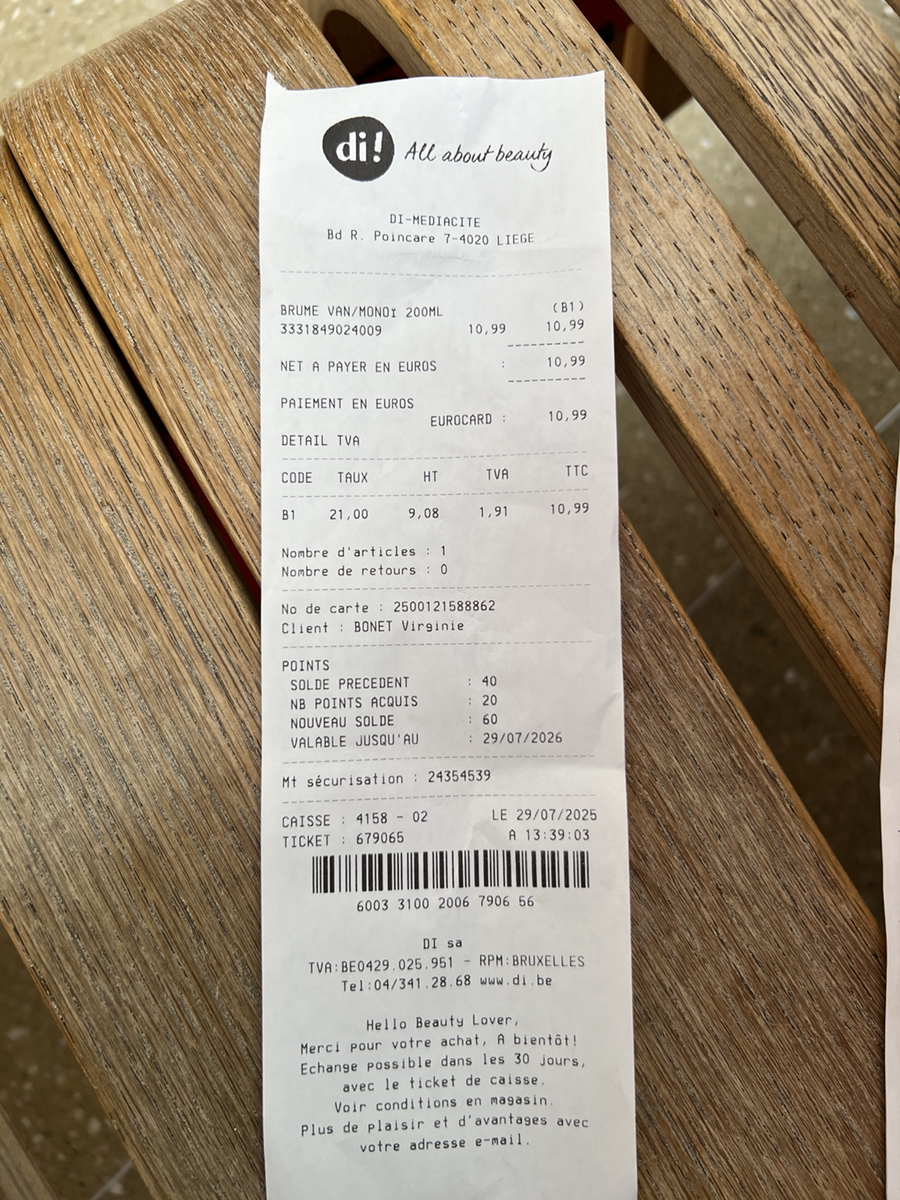 di! All about beauty
DI-MEDIACITE
Bd R. Poincare 7-4020 LIEGE
BRUME VAN/MONOI 200ML (B1)
3331849024009 10,99 10,99
NET A PAYER EN EUROS : 10,99
PAIEMENT EN EUROS
EUROCARD : 10,99
DETAIL TVA
CODE TAUX HT TVA TTC
B1 21,00 9,08 1,91 10,99
Nombre d'articles : 1
Nombre de retours : 0
No de carte : 2500121588862
Client : BONET Virginie
POINTS
SOLDE PRECEDENT : 40
NB POINTS ACQUIS : 20
NOUVEAU SOLDE : 60
VALABLE JUSQU'AU : 29/07/2026
Mt sécurisation : 24354539
CAISSE : 4158 - 02 LE 29/07/2025
TICKET : 679065 A 13:39:03
6003 3100 2006 7906 56
DI sa
TVA:BE0429.025.951 - RPM:BRUXELLES
Tel:04/341.28.68 www.di.be
Hello Beauty Lover,
Merci pour votre achat, A bientôt!
Echange possible dans les 30 jours,
avec le ticket de caisse.
Voir conditions en magasin.
Plus de plaisir et d'avantages avec
votre adresse e-mail.